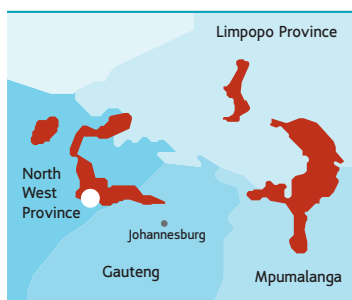 Limpopo Province
North
West
Province
Johannesburg
Gauteng
Mpumalanga